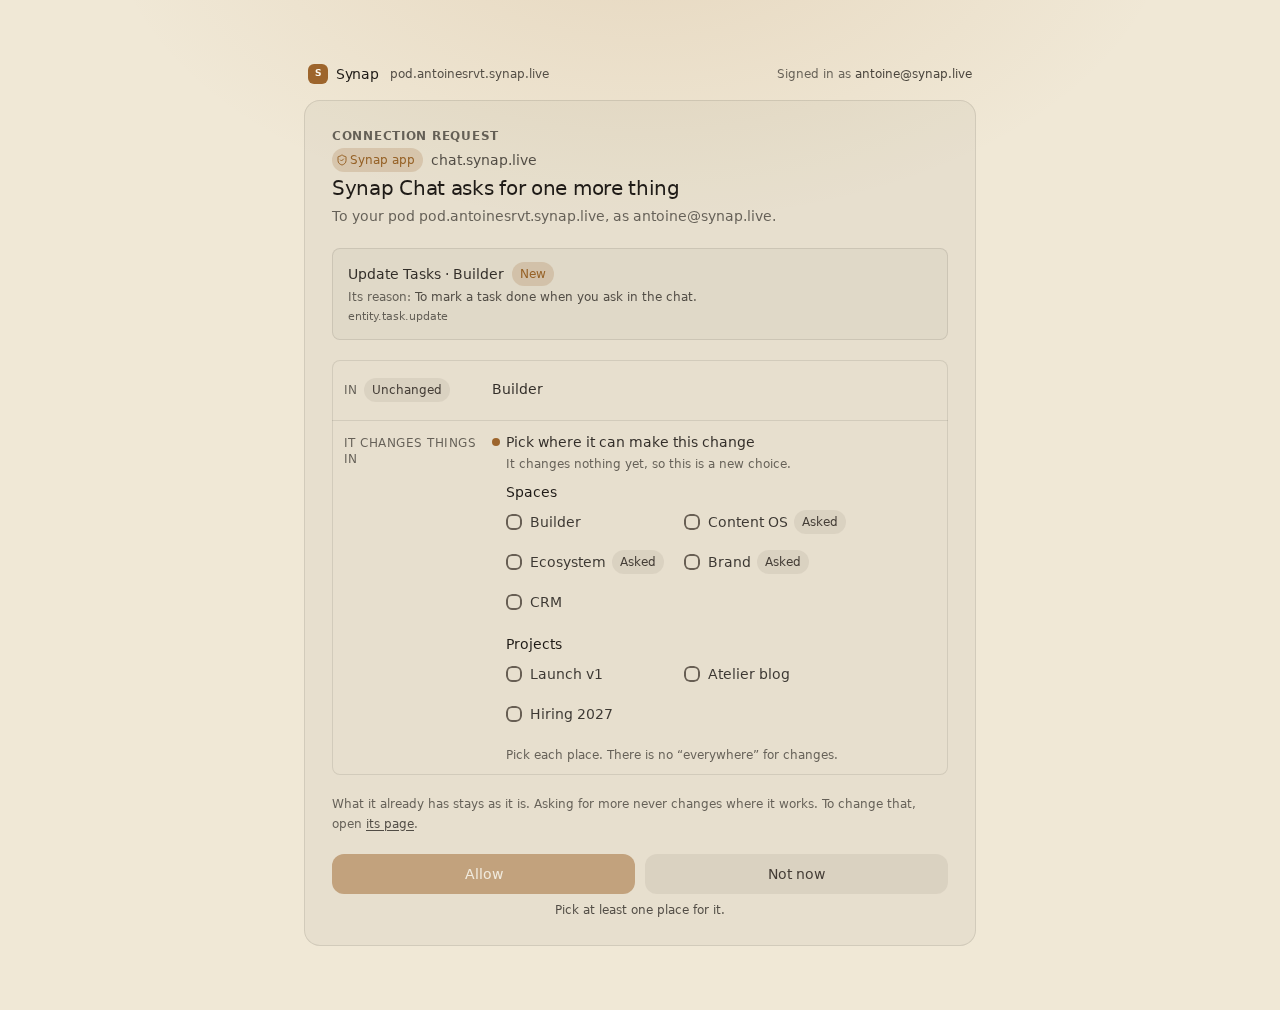 S Synap pod.antoinesrvt.synap.live Signed in as antoine@synap.live
CONNECTION REQUEST
Synap app chat.synap.live
Synap Chat asks for one more thing
To your pod pod.antoinesrvt.synap.live, as antoine@synap.live.
Update Tasks · Builder New
Its reason: To mark a task done when you ask in the chat.
entity.task.update
IN Unchanged Builder
IT CHANGES THINGS IN
Pick where it can make this change
It changes nothing yet, so this is a new choice.
Spaces
Builder Content OS Asked
Ecosystem Asked Brand Asked
CRM
Projects
Launch v1 Atelier blog
Hiring 2027
Pick each place. There is no “everywhere” for changes.
What it already has stays as it is. Asking for more never changes where it works. To change that,
open its page.
Allow Not now
Pick at least one place for it.